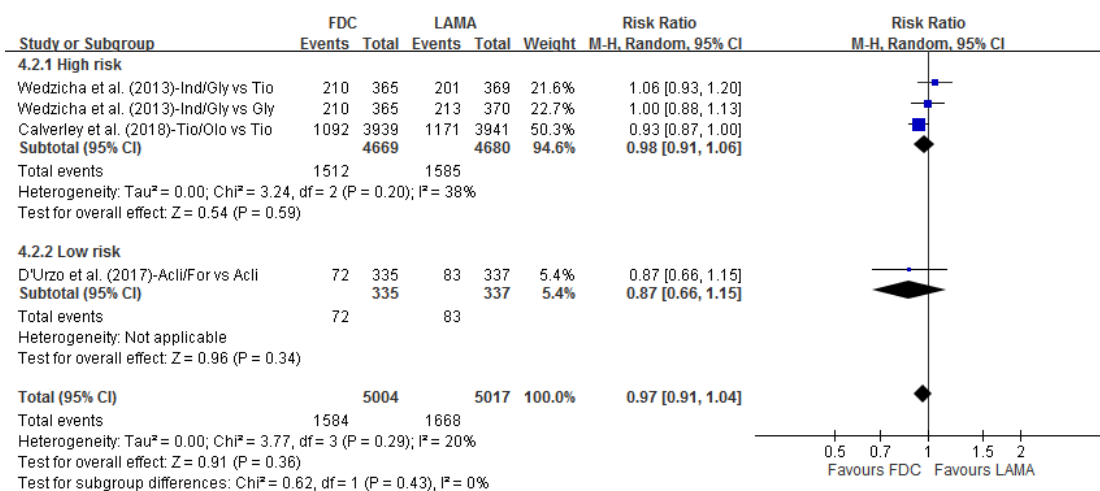 FDC LAMA Risk Ratio Risk Ratio
Study or Subgroup Events Total Events Total Weight M-H, Random, 95% CI M-H, Random, 95% CI
4.2.1 High risk
Wedzicha et al. (2013)-Ind/Gly vs Tio 210 365 201 369 21.6% 1.06 [0.93, 1.20]
Wedzicha et al. (2013)-Ind/Gly vs Gly 210 365 213 370 22.7% 1.00 [0.88, 1.13]
Calverley et al. (2018)-Tio/Olo vs Tio 1092 3939 1171 3941 50.3% 0.93 [0.87, 1.00]
Subtotal (95% CI) 4669 4680 94.6% 0.98 [0.91, 1.06]
Total events 1512 1585
Heterogeneity: Tau² = 0.00; Chi² = 3.24, df = 2 (P = 0.20); I² = 38%
Test for overall effect: Z = 0.54 (P = 0.59)
4.2.2 Low risk
D'Urzo et al. (2017)-Acli/For vs Acli 72 335 83 337 5.4% 0.87 [0.66, 1.15]
Subtotal (95% CI) 335 337 5.4% 0.87 [0.66, 1.15]
Total events 72 83
Heterogeneity: Not applicable
Test for overall effect: Z = 0.96 (P = 0.34)
Total (95% CI) 5004 5017 100.0% 0.97 [0.91, 1.04]
Total events 1584 1668
Heterogeneity: Tau² = 0.00; Chi² = 3.77, df = 3 (P = 0.29); I² = 20%
Test for overall effect: Z = 0.91 (P = 0.36)
Test for subgroup differences: Chi² = 0.62, df = 1 (P = 0.43), I² = 0%
0.5 0.7 1 1.5 2
Favours FDC Favours LAMA